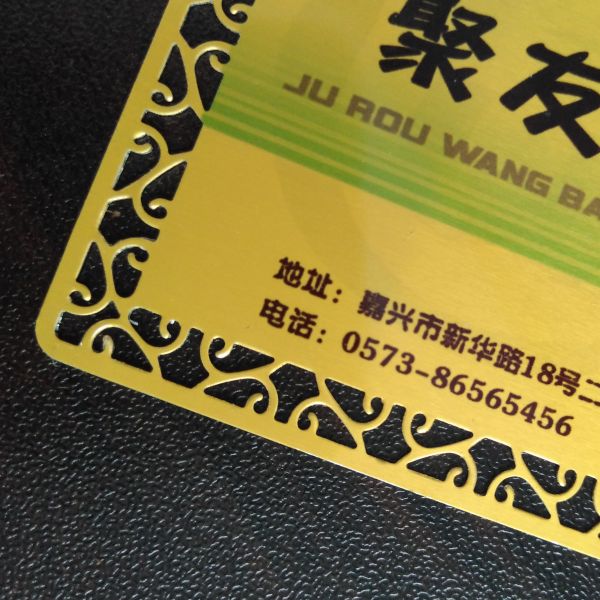 聚友
JU ROU WANG BA
地址：嘉兴市新华路18号二
电话：0573-86565456